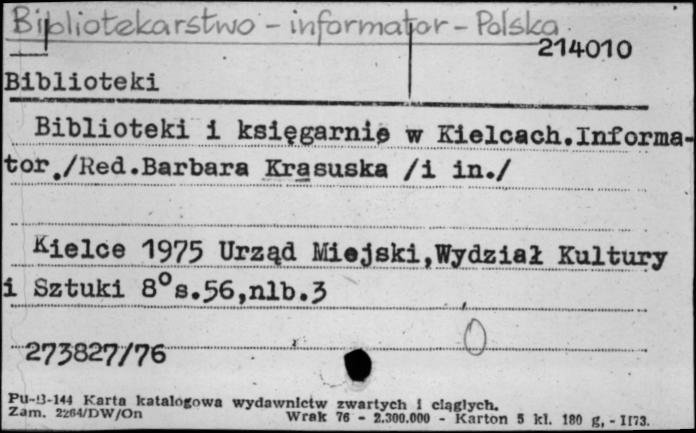 Bibliotekarstwo - informator - Polska
214010
Biblioteki
Biblioteki i księgarnie w Kielcach.Informa-
tor./Red.Barbara Krasuska /i in./
Kielce 1975 Urząd Miejski,Wydział Kultury
i Sztuki 8°s.56,nlb.3
273827/76
Pu-B-144 Karta katalogowa wydawnictw zwartych i ciągłych.
Zam. 2264/DW/On Wrak 76 - 2.300.000 - Karton 5 kl. 180 g, - II73.